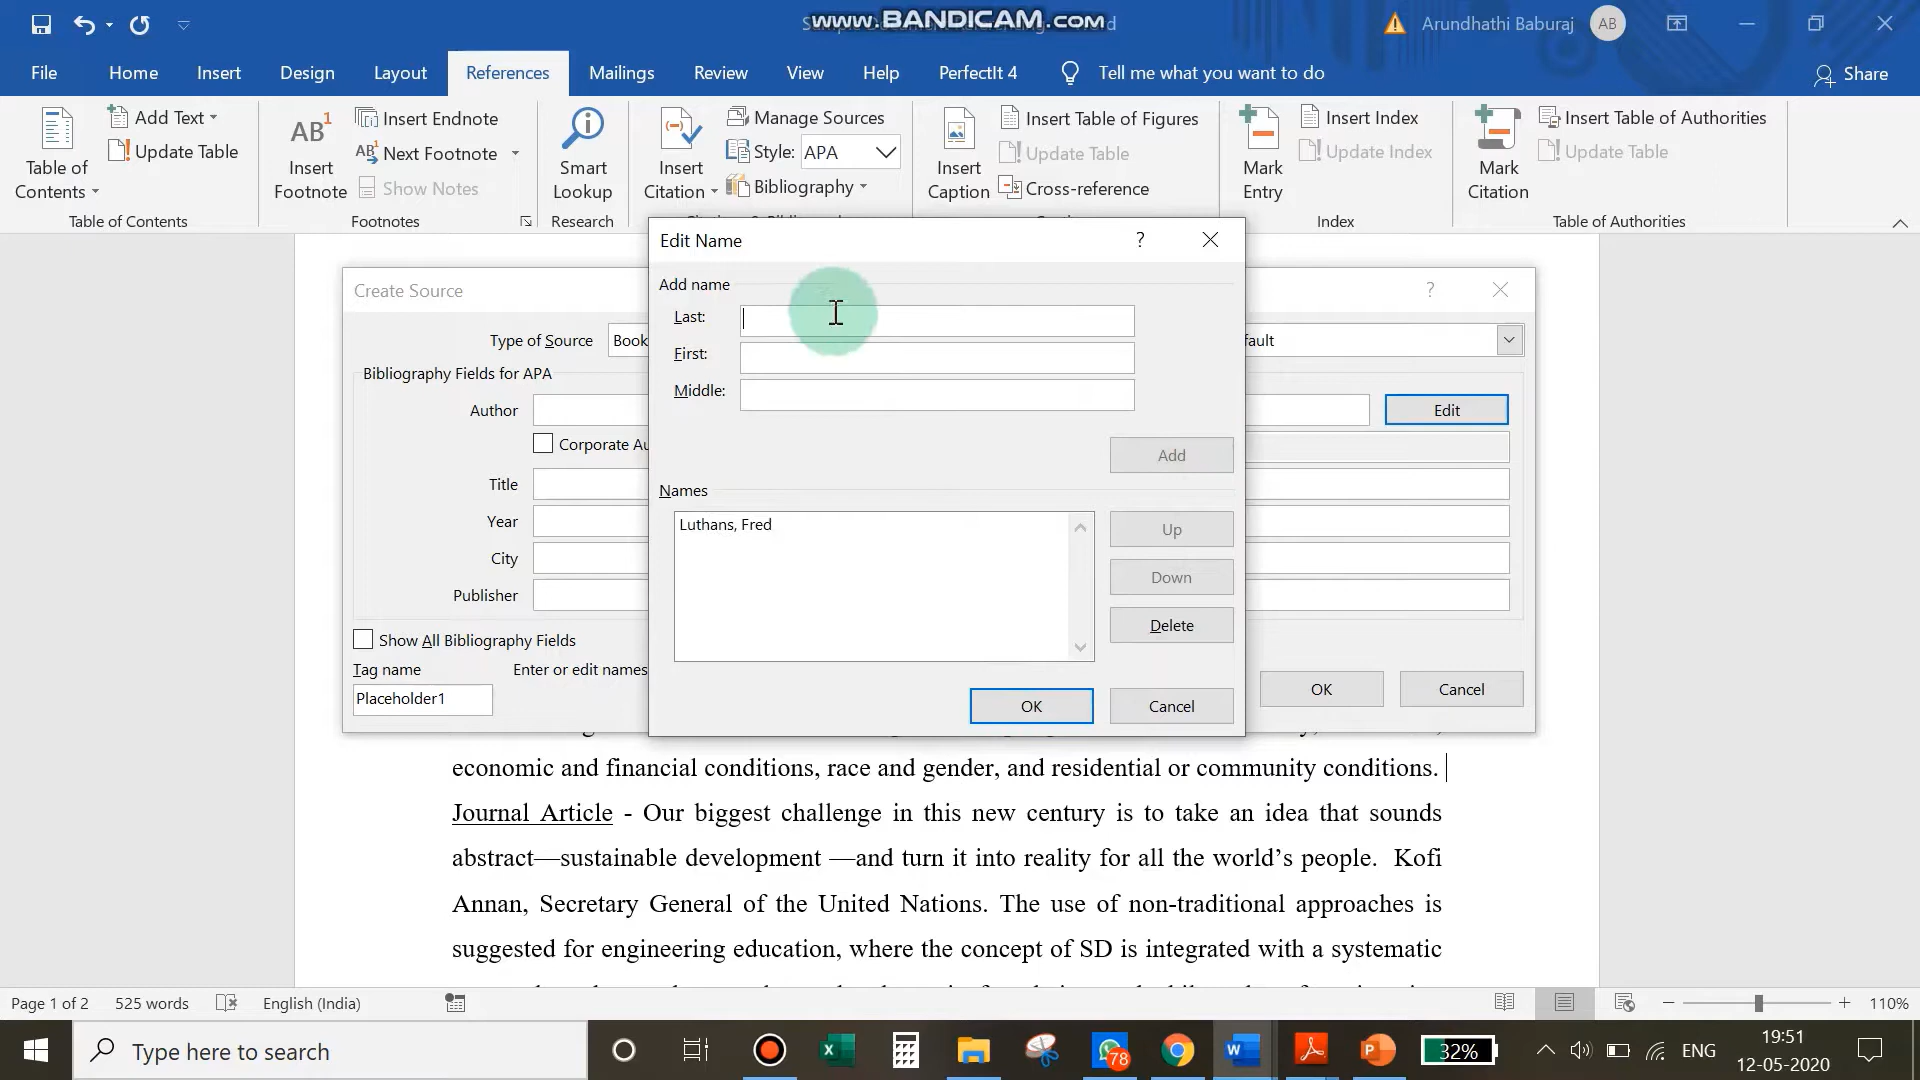 www.BANDICAM.com
Arundhathi Baburaj AB
File Home Insert Design Layout References Mailings Review View Help PerfectIt 4 Tell me what you want to do Share
Table of Contents
Add Text
Update Table
Table of Contents
AB1 Insert Footnote
Insert Endnote
Next Footnote
Show Notes
Footnotes
Smart Lookup
Research
Insert Citation
Manage Sources
Style: APA
Bibliography
Insert Caption
Insert Table of Figures
Update Table
Cross-reference
Mark Entry
Insert Index
Update Index
Index
Mark Citation
Insert Table of Authorities
Update Table
Table of Authorities
Create Source
Type of Source Book
Bibliography Fields for APA
Author
Edit
Title
Year
City
Publisher
Show All Bibliography Fields
Tag name
Enter or edit names
Placeholder1
OK Cancel
Edit Name
Add name
Last:
First:
Middle:
Add
Names
Luthans, Fred
Up
Down
Delete
OK Cancel
economic and financial conditions, race and gender, and residential or community conditions.
Journal Article - Our biggest challenge in this new century is to take an idea that sounds
abstract—sustainable development —and turn it into reality for all the world’s people. Kofi
Annan, Secretary General of the United Nations. The use of non-traditional approaches is
suggested for engineering education, where the concept of SD is integrated with a systematic
Page 1 of 2 525 words English (India) 110%
Type here to search
78
32%
ENG
19:51
12-05-2020